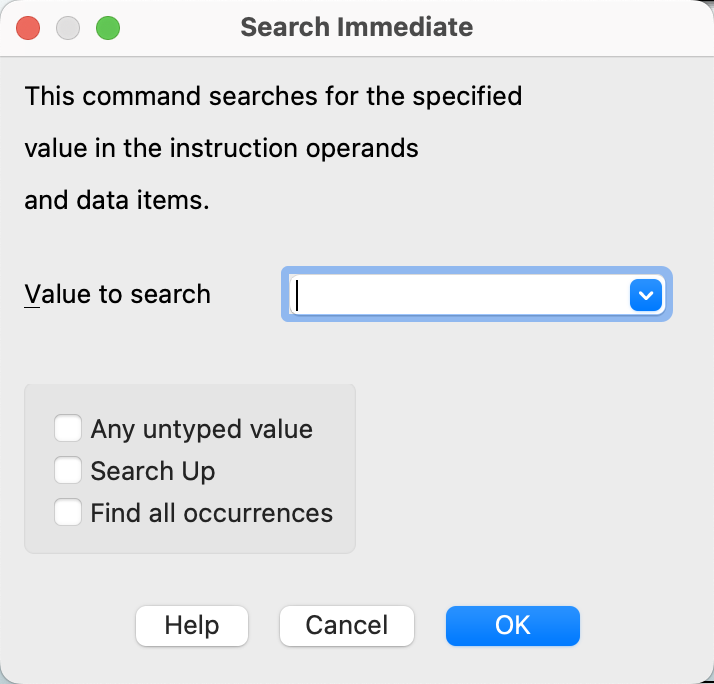 Search Immediate
This command searches for the specified
value in the instruction operands
and data items.
Value to search
Any untyped value
Search Up
Find all occurrences
Help Cancel OK